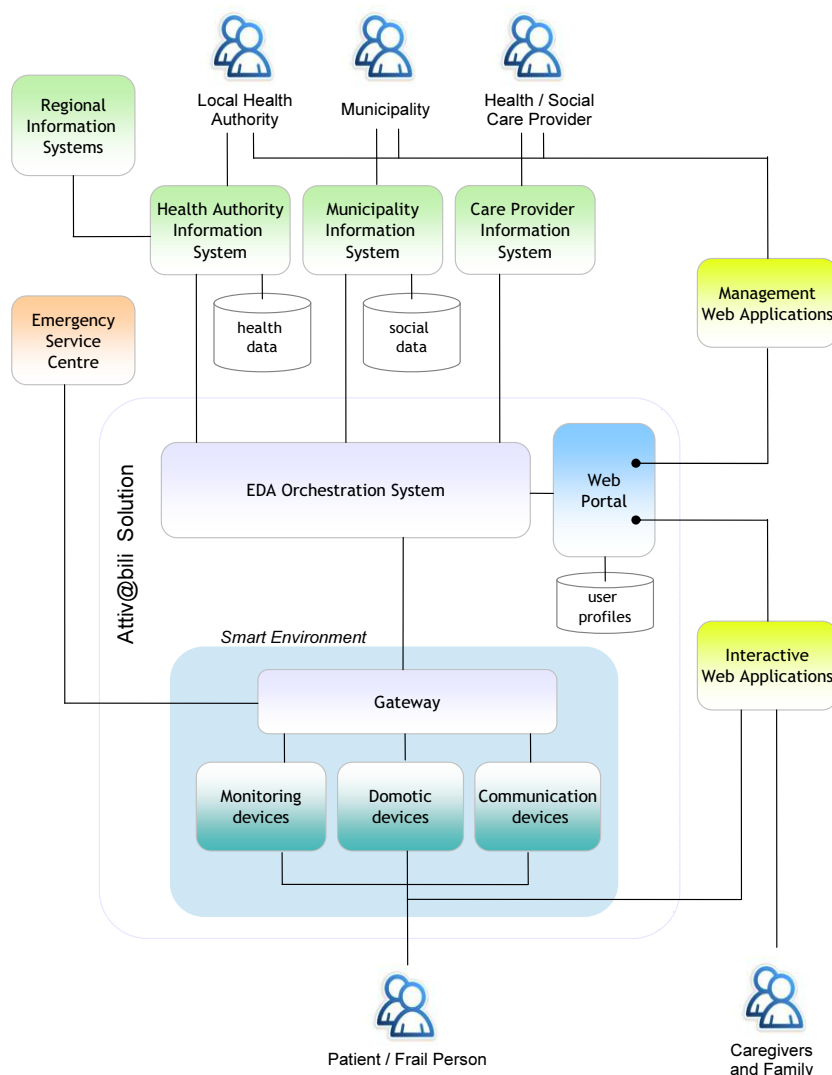 Local Health
Authority
Municipality
Health / Social
Care Provider
Regional
Information
Systems
Health Authority
Information
System
Municipality
Information
System
Care Provider
Information
System
Management
Web Applications
Emergency
Service
Centre
health
data
social
data
EDA Orchestration System
Web
Portal
user
profiles
Attiv@bili Solution
Smart Environment
Interactive
Web Applications
Gateway
Monitoring
devices
Domotic
devices
Communication
devices
Patient / Frail Person
Caregivers
and Family